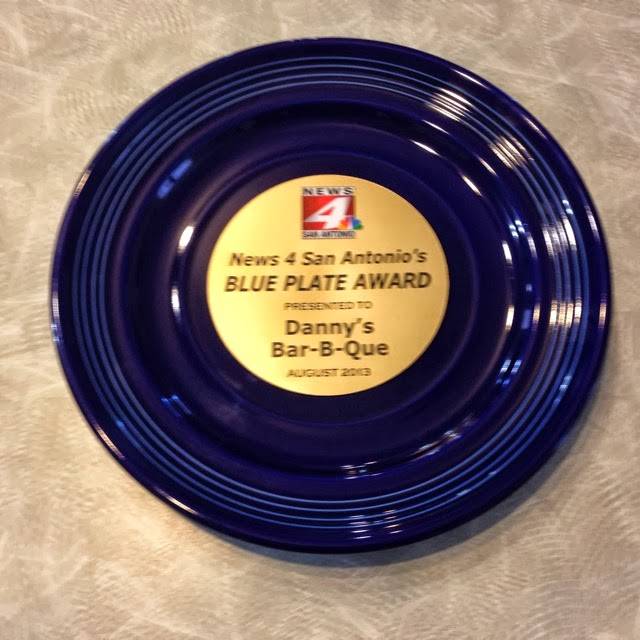 NEWS
4
SAN ANTONIO
News 4 San Antonio's
BLUE PLATE AWARD
PRESENTED TO
Danny's
Bar-B-Que
AUGUST 2013